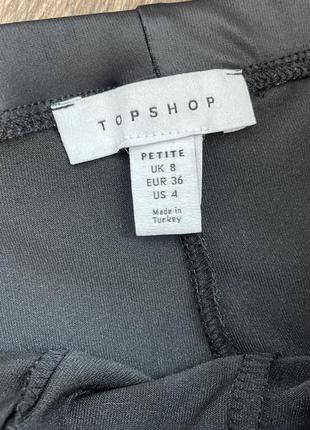 TOPSHOP
PETITE
UK 8
EUR 36
US 4
Made in
Turkey